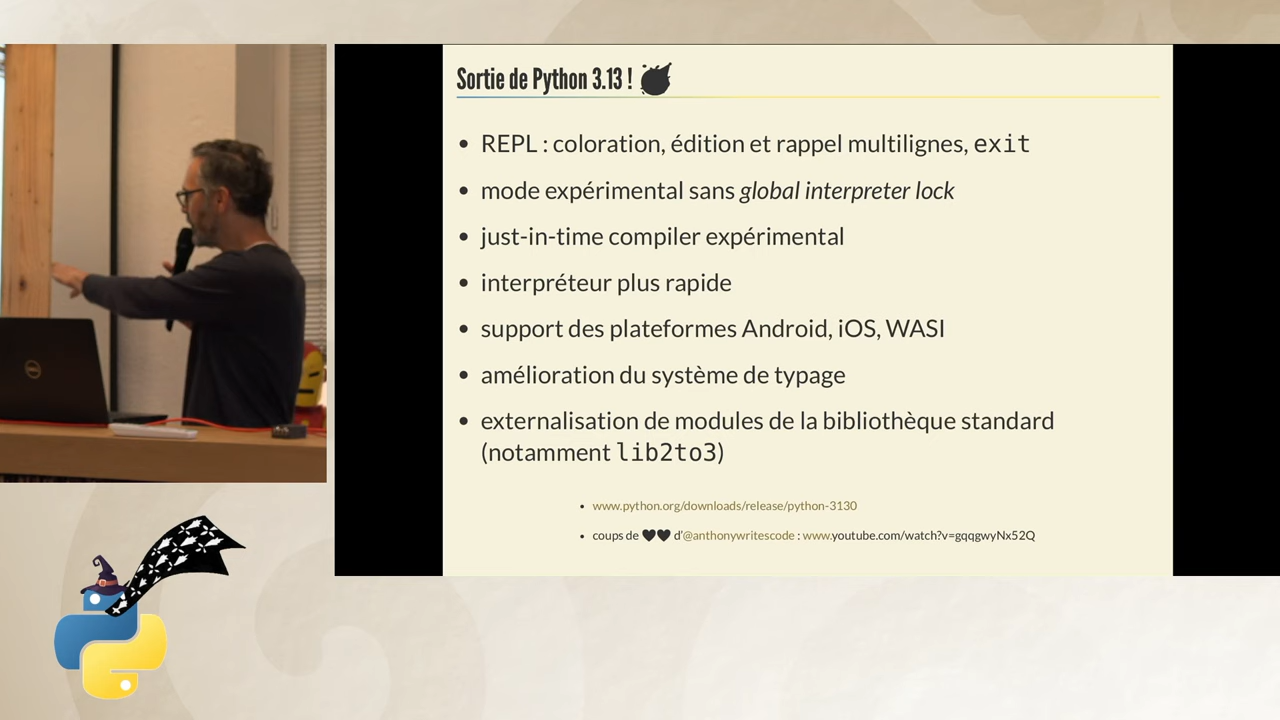 Sortie de Python 3.13 !
• REPL : coloration, édition et rappel multilignes, exit
• mode expérimental sans global interpreter lock
• just-in-time compiler expérimental
• interpréteur plus rapide
• support des plateformes Android, iOS, WASI
• amélioration du système de typage
• externalisation de modules de la bibliothèque standard
(notamment lib2to3)
• www.python.org/downloads/release/python-3130
• coups de 🖤🖤 d'@anthonywritescode : www.youtube.com/watch?v=gqqgwyNx52Q
DELL